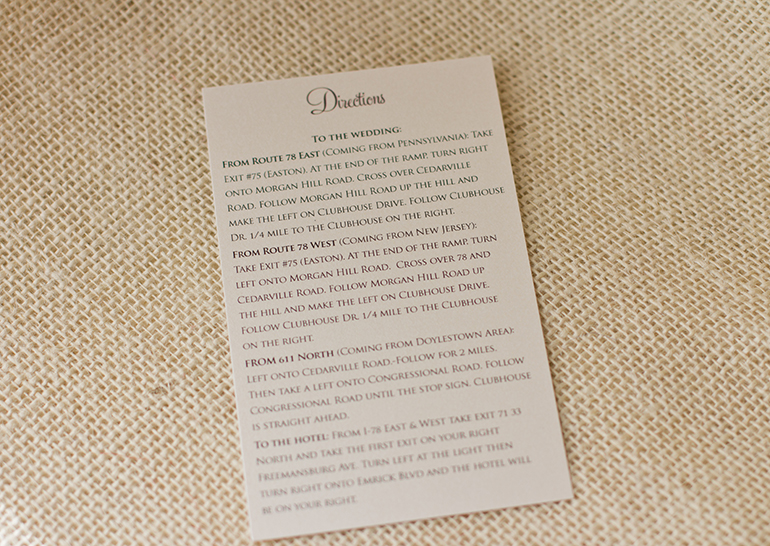 Directions
To the wedding:
From Route 78 East (Coming from Pennsylvania): Take
Exit #75 (Easton). At the end of the ramp, turn right
onto Morgan Hill Road. Cross over Cedarville
Road. Follow Morgan Hill Road up the hill and
make the left on Clubhouse Drive. Follow Clubhouse
Dr. 1/4 mile to the Clubhouse on the right.
From Route 78 West (Coming from New Jersey):
Take Exit #75 (Easton). At the end of the ramp, turn
left onto Morgan Hill Road. Cross over 78 and
Cedarville Road. Follow Morgan Hill Road up
the hill and make the left on Clubhouse Drive.
Follow Clubhouse Dr. 1/4 mile to the Clubhouse
on the right.
From 611 North (Coming from Doylestown Area):
Left onto Cedarville Road.-Follow for 2 miles.
Then take a left onto Congressional Road. Follow
Congressional Road until the stop sign. Clubhouse
is straight ahead.
To the hotel: From I-78 East & West take exit 71 33
North and take the first exit on your right
Freemansburg Ave. Turn left at the light then
turn right onto Emrick Blvd and the hotel will
be on your right.